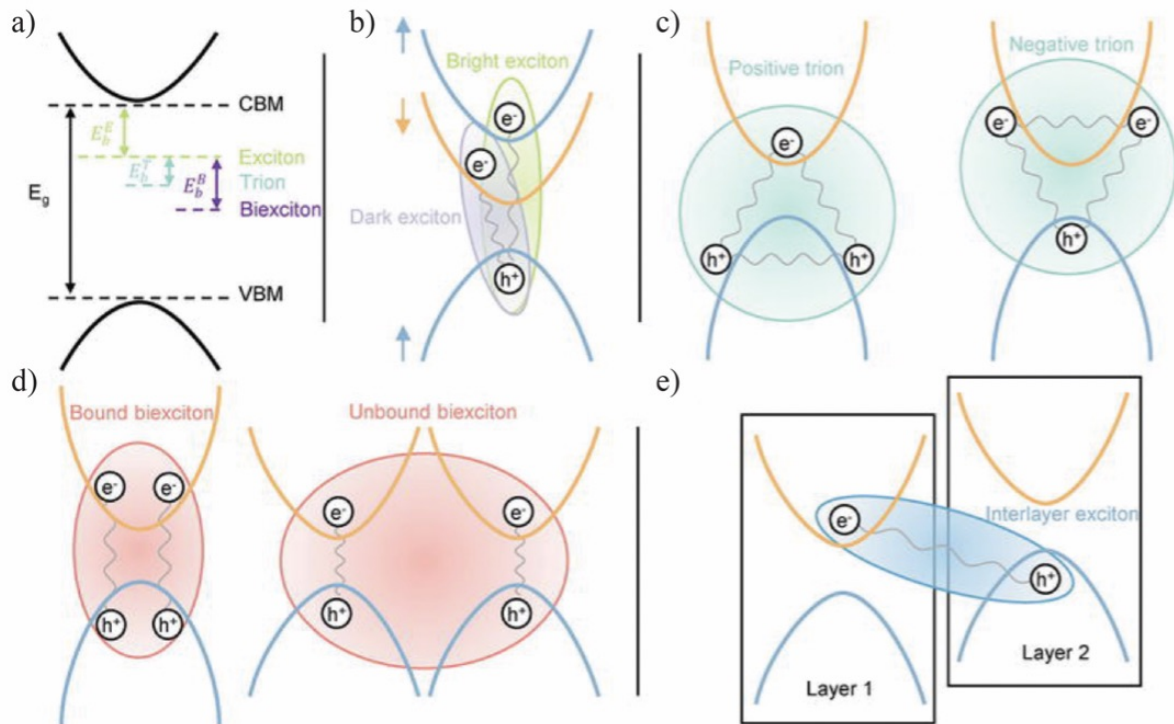 a)
CBM
E_b^E
Exciton
E_b^T
Trion
E_b^B
Biexciton
E_g
VBM
b)
Bright exciton
e-
e-
Dark exciton
h+
c)
Positive trion
e-
h+
h+
Negative trion
e-
e-
h+
d)
Bound biexciton
e-
e-
h+
h+
Unbound biexciton
e-
e-
h+
h+
e)
e-
Interlayer exciton
h+
Layer 1
Layer 2